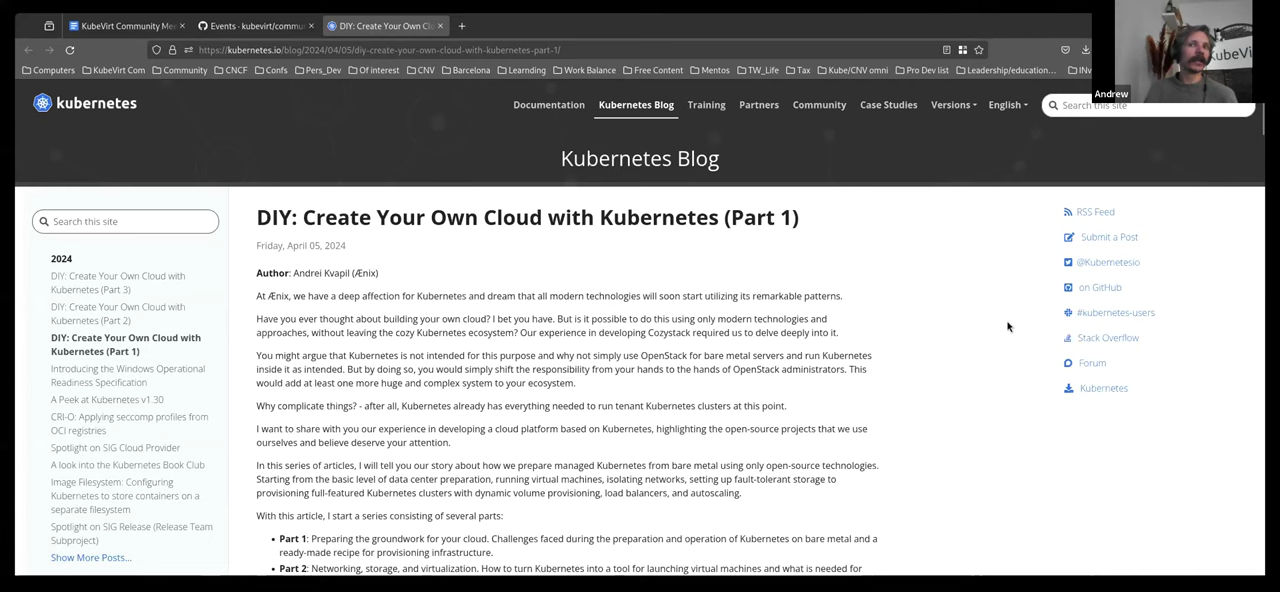 KubeVirt Community Mee
Events · kubevirt/commu
DIY: Create Your Own Clo
https://kubernetes.io/blog/2024/04/05/diy-create-your-own-cloud-with-kubernetes-part-1/
Computers
KubeVirt Com
Community
CNCF
Confs
Pers_Dev
Of interest
CNV
Barcelona
Learnding
Work Balance
Free Content
Mentos
TW_Life
Tax
Kube/CNV omni
Pro Dev list
Leadership/education…
KubeVirt
Andrew
kubernetes
Documentation
Kubernetes Blog
Training
Partners
Community
Case Studies
Versions
English
Search this site
Kubernetes Blog
Search this site
2024
DIY: Create Your Own Cloud with
Kubernetes (Part 3)
DIY: Create Your Own Cloud with
Kubernetes (Part 2)
DIY: Create Your Own Cloud with
Kubernetes (Part 1)
Introducing the Windows Operational
Readiness Specification
A Peek at Kubernetes v1.30
CRI-O: Applying seccomp profiles from
OCI registries
Spotlight on SIG Cloud Provider
A look into the Kubernetes Book Club
Image Filesystem: Configuring
Kubernetes to store containers on a
separate filesystem
Spotlight on SIG Release (Release Team
Subproject)
Show More Posts...
DIY: Create Your Own Cloud with Kubernetes (Part 1)
Friday, April 05, 2024
Author: Andrei Kvapil (Ænix)
At Ænix, we have a deep affection for Kubernetes and dream that all modern technologies will soon start utilizing its remarkable patterns.
Have you ever thought about building your own cloud? I bet you have. But is it possible to do this using only modern technologies and
approaches, without leaving the cozy Kubernetes ecosystem? Our experience in developing Cozystack required us to delve deeply into it.
You might argue that Kubernetes is not intended for this purpose and why not simply use OpenStack for bare metal servers and run Kubernetes
inside it as intended. But by doing so, you would simply shift the responsibility from your hands to the hands of OpenStack administrators. This
would add at least one more huge and complex system to your ecosystem.
Why complicate things? - after all, Kubernetes already has everything needed to run tenant Kubernetes clusters at this point.
I want to share with you our experience in developing a cloud platform based on Kubernetes, highlighting the open-source projects that we use
ourselves and believe deserve your attention.
In this series of articles, I will tell you our story about how we prepare managed Kubernetes from bare metal using only open-source technologies.
Starting from the basic level of data center preparation, running virtual machines, isolating networks, setting up fault-tolerant storage to
provisioning full-featured Kubernetes clusters with dynamic volume provisioning, load balancers, and autoscaling.
With this article, I start a series consisting of several parts:
• Part 1: Preparing the groundwork for your cloud. Challenges faced during the preparation and operation of Kubernetes on bare metal and a
ready-made recipe for provisioning infrastructure.
• Part 2: Networking, storage, and virtualization. How to turn Kubernetes into a tool for launching virtual machines and what is needed for
RSS Feed
Submit a Post
@Kubernetesio
on GitHub
#kubernetes-users
Stack Overflow
Forum
Kubernetes